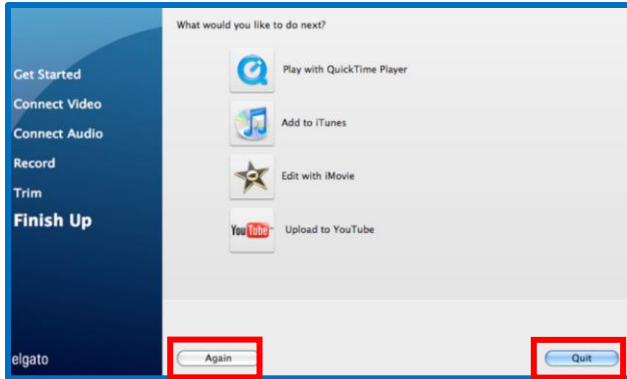 What would you like to do next?
Get Started
Connect Video
Connect Audio
Record
Trim
Finish Up
Play with QuickTime Player
Add to iTunes
Edit with iMovie
You Tube
Upload to YouTube
elgato
Again
Quit